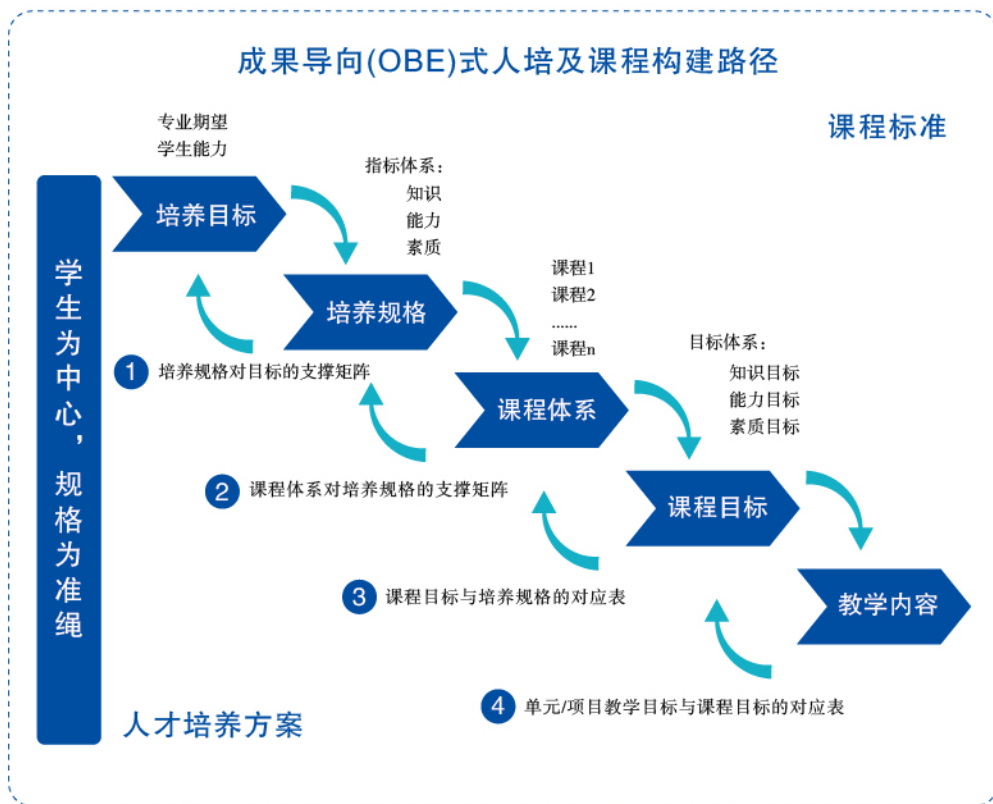 成果导向(OBE)式人培及课程构建路径
课程标准
专业期望
学生能力
培养目标
指标体系：
知识
能力
素质
学生为中心，规格为准绳
培养规格
课程1
课程2
......
课程n
1 培养规格对目标的支撑矩阵
目标体系：
知识目标
能力目标
素质目标
课程体系
2 课程体系对培养规格的支撑矩阵
课程目标
3 课程目标与培养规格的对应表
教学内容
4 单元/项目教学目标与课程目标的对应表
人才培养方案